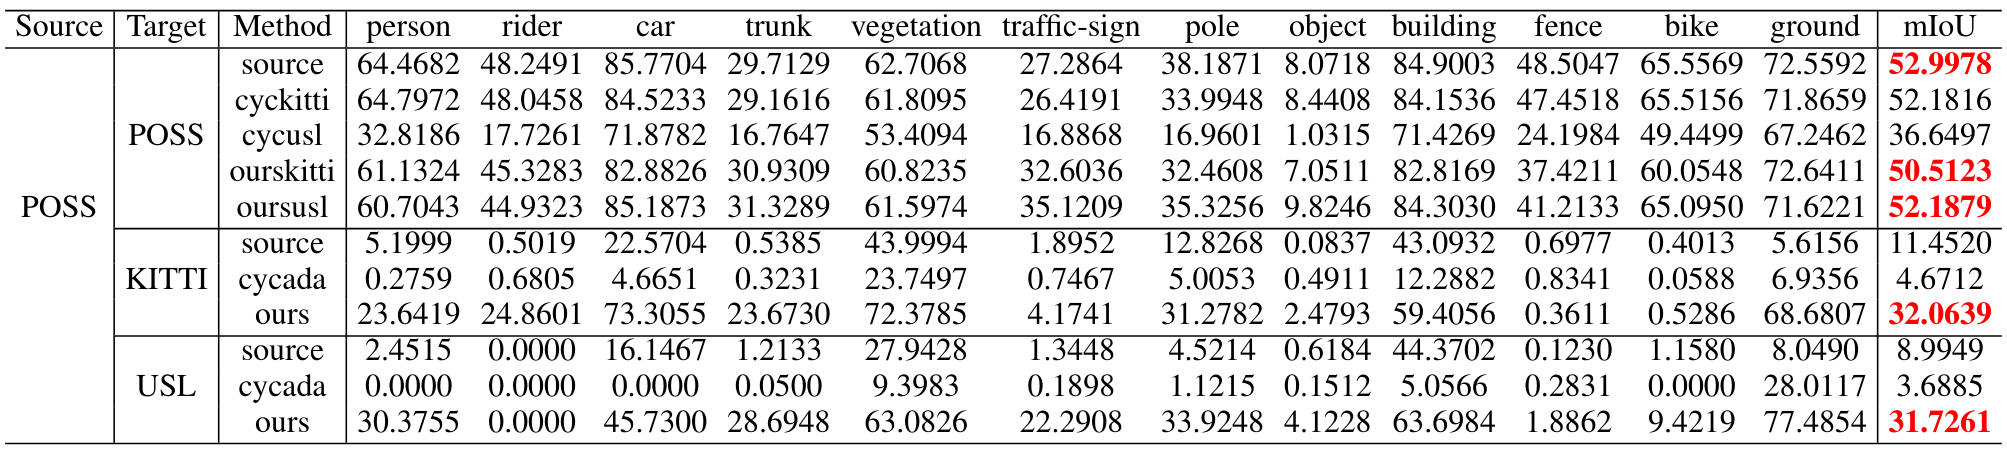 Source Target Method person rider car trunk vegetation traffic-sign pole object building fence bike ground mIoU
source 64.4682 48.2491 85.7704 29.7129 62.7068 27.2864 38.1871 8.0718 84.9003 48.5047 65.5569 72.5592 52.9978
cyckitti 64.7972 48.0458 84.5233 29.1616 61.8095 26.4191 33.9948 8.4408 84.1536 47.4518 65.5156 71.8659 52.1816
POSS cycusl 32.8186 17.7261 71.8782 16.7647 53.4094 16.8868 16.9601 1.0315 71.4269 24.1984 49.4499 67.2462 36.6497
ourskitti 61.1324 45.3283 82.8826 30.9309 60.8235 32.6036 32.4608 7.0511 82.8169 37.4211 60.0548 72.6411 50.5123
POSS oursusl 60.7043 44.9323 85.1873 31.3289 61.5974 35.1209 35.3256 9.8246 84.3030 41.2133 65.0950 71.6221 52.1879
source 5.1999 0.5019 22.5704 0.5385 43.9994 1.8952 12.8268 0.0837 43.0932 0.6977 0.4013 5.6156 11.4520
KITTI cycada 0.2759 0.6805 4.6651 0.3231 23.7497 0.7467 5.0053 0.4911 12.2882 0.8341 0.0588 6.9356 4.6712
ours 23.6419 24.8601 73.3055 23.6730 72.3785 4.1741 31.2782 2.4793 59.4056 0.3611 0.5286 68.6807 32.0639
source 2.4515 0.0000 16.1467 1.2133 27.9428 1.3448 4.5214 0.6184 44.3702 0.1230 1.1580 8.0490 8.9949
USL cycada 0.0000 0.0000 0.0000 0.0500 9.3983 0.1898 1.1215 0.1512 5.0566 0.2831 0.0000 28.0117 3.6885
ours 30.3755 0.0000 45.7300 28.6948 63.0826 22.2908 33.9248 4.1228 63.6984 1.8862 9.4219 77.4854 31.7261